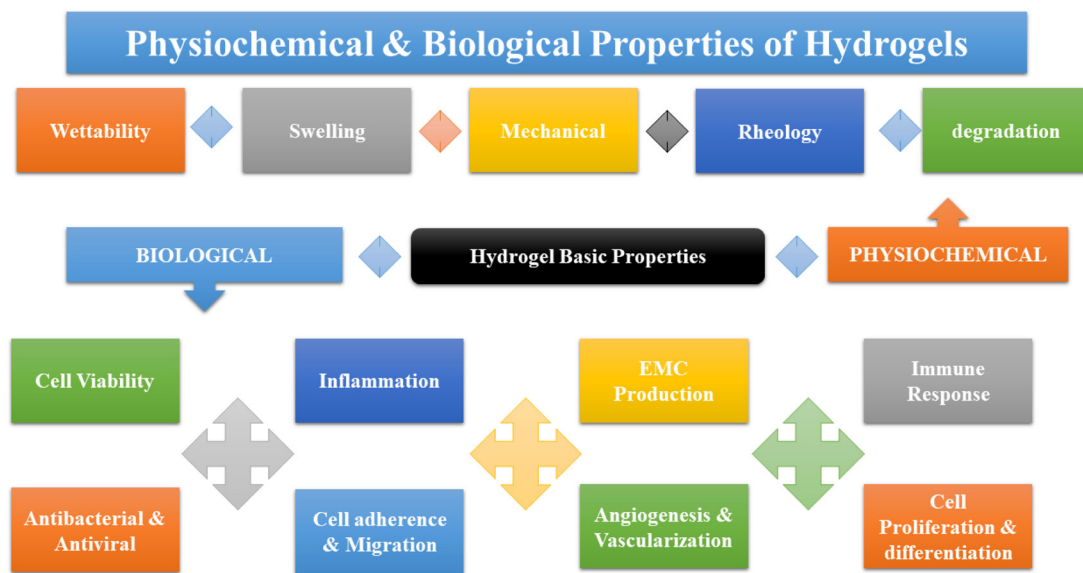 Physiochemical & Biological Properties of Hydrogels
Wettability
Swelling
Mechanical
Rheology
degradation
BIOLOGICAL
Hydrogel Basic Properties
PHYSIOCHEMICAL
Cell Viability
Inflammation
EMC
Production
Immune
Response
Antibacterial &
Antiviral
Cell adherence
& Migration
Angiogenesis &
Vascularization
Cell
Proliferation &
differentiation